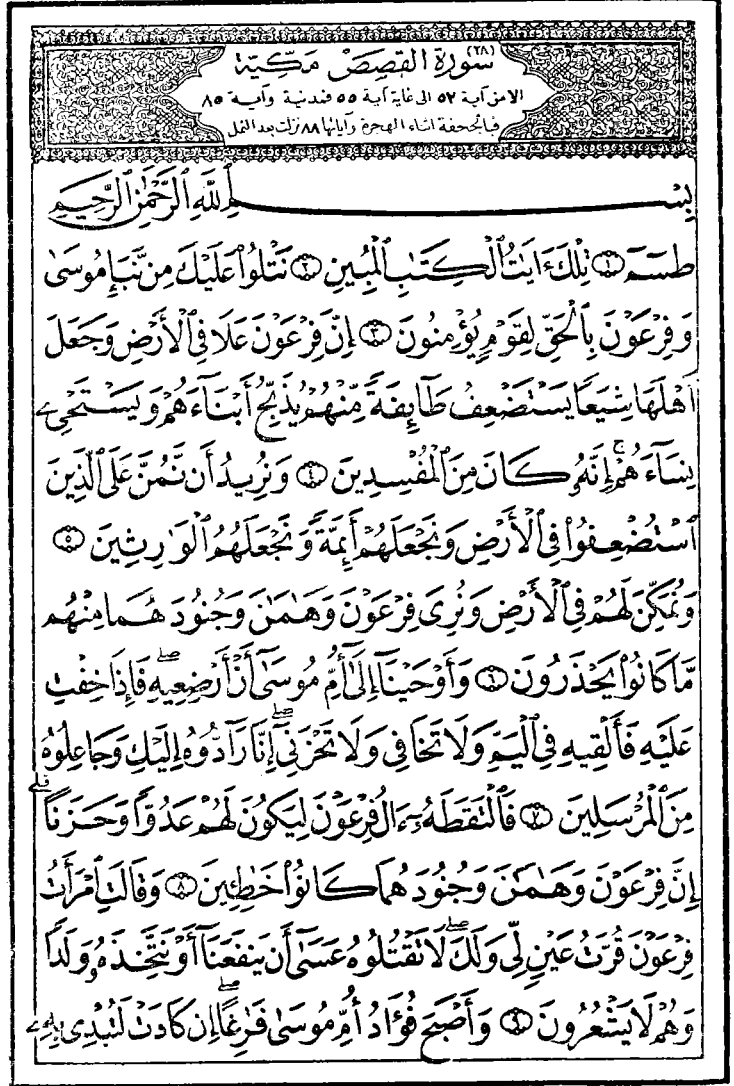 (٢٨) سُورَةُ القَصَصْ مَكِّيَّة
الا من آية ٥٢ الى غاية آية ٥٥ فمدنية وآية ٨٥
فبالجحفة اثناء الهجرة وآياتها ٨٨ نزلت بعد النمل
بِسْمِ ٱللَّهِ ٱلرَّحْمَٰنِ ٱلرَّحِيمِ
طسٓمٓ ۝١ تِلْكَ ءَايَٰتُ ٱلْكِتَٰبِ ٱلْمُبِينِ ۝٢ نَتْلُوا۟ عَلَيْكَ مِن نَّبَإِ مُوسَىٰ
وَفِرْعَوْنَ بِٱلْحَقِّ لِقَوْمٍ يُؤْمِنُونَ ۝٣ إِنَّ فِرْعَوْنَ عَلَا فِى ٱلْأَرْضِ وَجَعَلَ
أَهْلَهَا شِيَعًا يَسْتَضْعِفُ طَآئِفَةً مِّنْهُمْ يُذَبِّحُ أَبْنَآءَهُمْ وَيَسْتَحْىِۦ
نِسَآءَهُمْ ۚ إِنَّهُۥ كَانَ مِنَ ٱلْمُفْسِدِينَ ۝٤ وَنُرِيدُ أَن نَّمُنَّ عَلَى ٱلَّذِينَ
ٱسْتُضْعِفُوا۟ فِى ٱلْأَرْضِ وَنَجْعَلَهُمْ أَئِمَّةً وَنَجْعَلَهُمُ ٱلْوَٰرِثِينَ ۝٥
وَنُمَكِّنَ لَهُمْ فِى ٱلْأَرْضِ وَنُرِىَ فِرْعَوْنَ وَهَٰمَٰنَ وَجُنُودَهُمَا مِنْهُم
مَّا كَانُوا۟ يَحْذَرُونَ ۝٦ وَأَوْحَيْنَآ إِلَىٰٓ أُمِّ مُوسَىٰٓ أَنْ أَرْضِعِيهِ ۖ فَإِذَا خِفْتِ
عَلَيْهِ فَأَلْقِيهِ فِى ٱلْيَمِّ وَلَا تَخَافِى وَلَا تَحْزَنِىٓ ۖ إِنَّا رَآدُّوهُ إِلَيْكِ وَجَاعِلُوهُ
مِنَ ٱلْمُرْسَلِينَ ۝٧ فَٱلْتَقَطَهُۥٓ ءَالُ فِرْعَوْنَ لِيَكُونَ لَهُمْ عَدُوًّا وَحَزَنًا ۗ
إِنَّ فِرْعَوْنَ وَهَٰمَٰنَ وَجُنُودَهُمَا كَانُوا۟ خَٰطِـِٔينَ ۝٨ وَقَالَتِ ٱمْرَأَتُ
فِرْعَوْنَ قُرَّتُ عَيْنٍ لِّى وَلَكَ ۖ لَا تَقْتُلُوهُ عَسَىٰٓ أَن يَنفَعَنَآ أَوْ نَتَّخِذَهُۥ وَلَدًا
وَهُمْ لَا يَشْعُرُونَ ۝٩ وَأَصْبَحَ فُؤَادُ أُمِّ مُوسَىٰ فَٰرِغًا ۖ إِن كَادَتْ لَتُبْدِى بِهِۦ